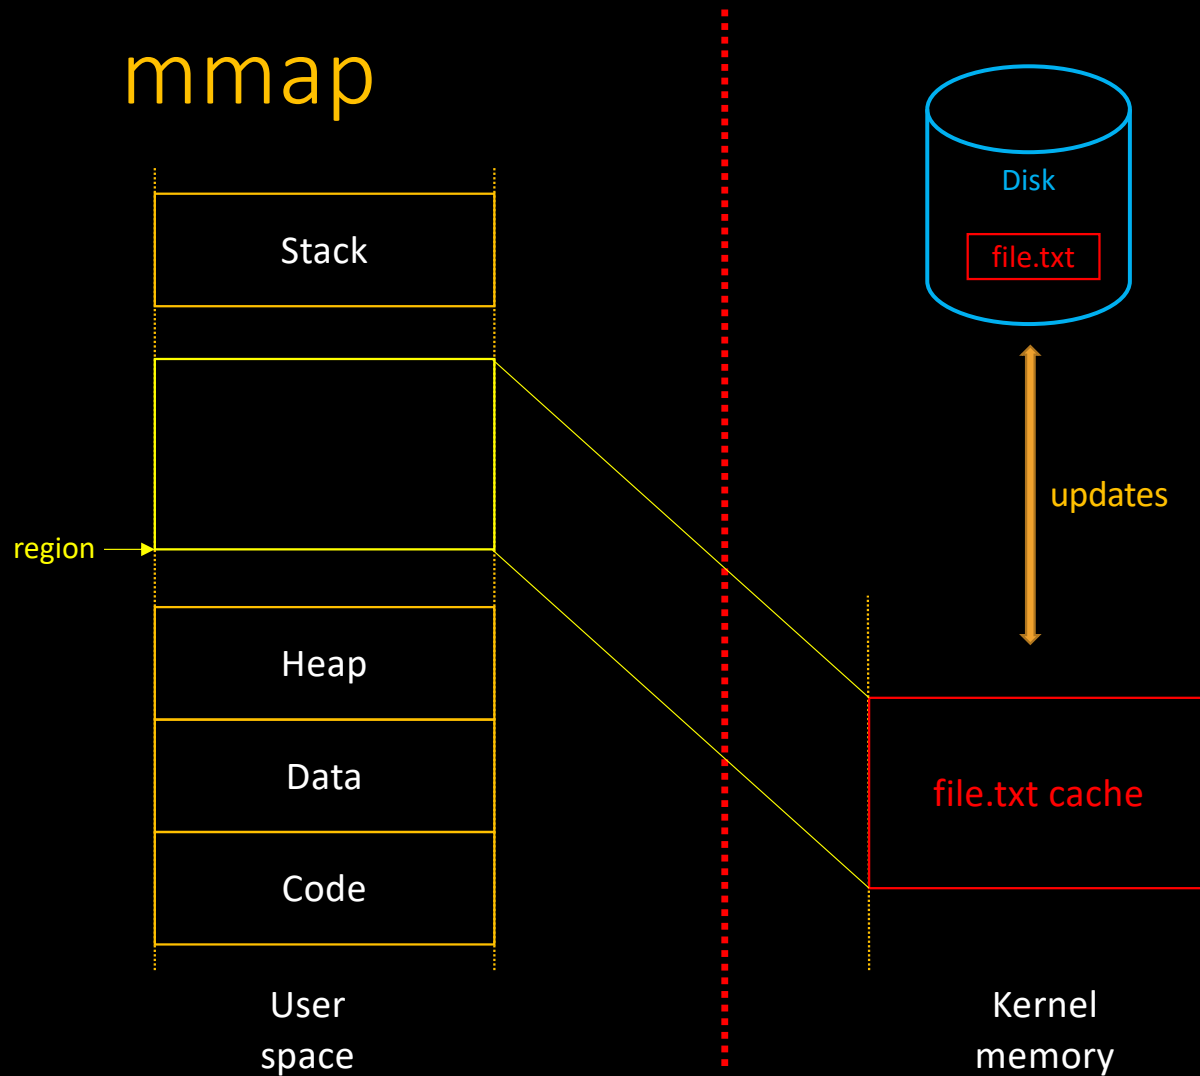 mmap
Stack
region
Heap
Data
Code
User
space
Disk
file.txt
updates
file.txt cache
Kernel
memory